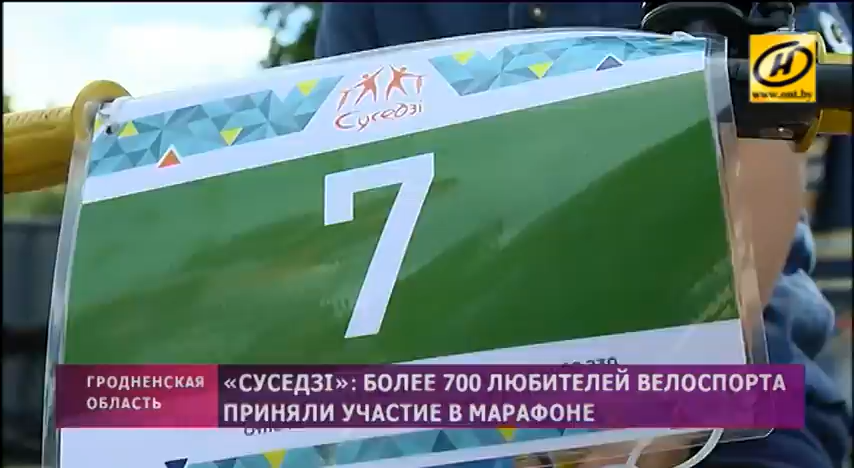 www.ont.by
Суседзі
7
ГРОДНЕНСКАЯ
ОБЛАСТЬ
«СУСЕДЗІ»: БОЛЕЕ 700 ЛЮБИТЕЛЕЙ ВЕЛОСПОРТА
ПРИНЯЛИ УЧАСТИЕ В МАРАФОНЕ